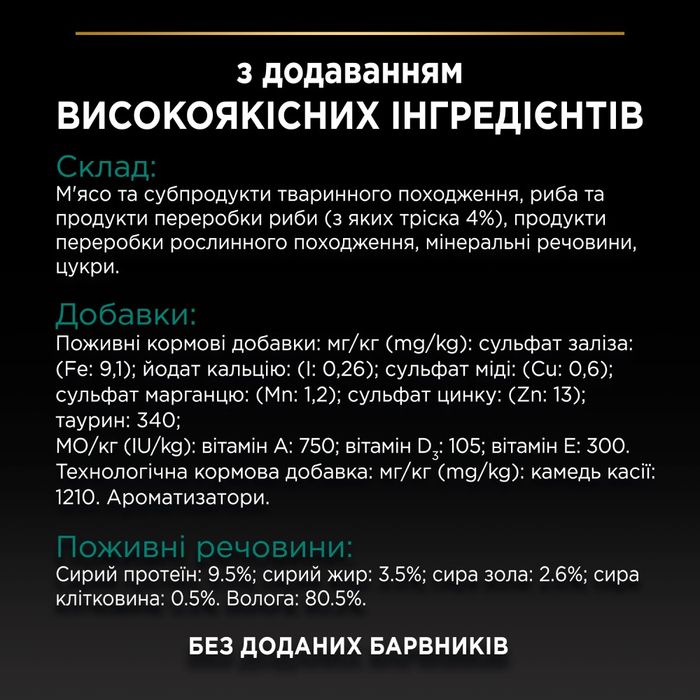 з додаванням
ВИСОКОЯКІСНИХ ІНГРЕДІЄНТІВ
Склад:
М'ясо та субпродукти тваринного походження, риба та
продукти переробки риби (з яких тріска 4%), продукти
переробки рослинного походження, мінеральні речовини,
цукри.
Добавки:
Поживні кормові добавки: мг/кг (mg/kg): сульфат заліза:
(Fe: 9,1); йодат кальцію: (I: 0,26); сульфат міді: (Cu: 0,6);
сульфат марганцю: (Mn: 1,2); сульфат цинку: (Zn: 13);
таурин: 340;
МО/кг (IU/kg): вітамін А: 750; вітамін D₃: 105; вітамін Е: 300.
Технологічна кормова добавка: мг/кг (mg/kg): камедь касії:
1210. Ароматизатори.
Поживні речовини:
Сирий протеїн: 9.5%; сирий жир: 3.5%; сира зола: 2.6%; сира
клітковина: 0.5%. Волога: 80.5%.
БЕЗ ДОДАНИХ БАРВНИКІВ